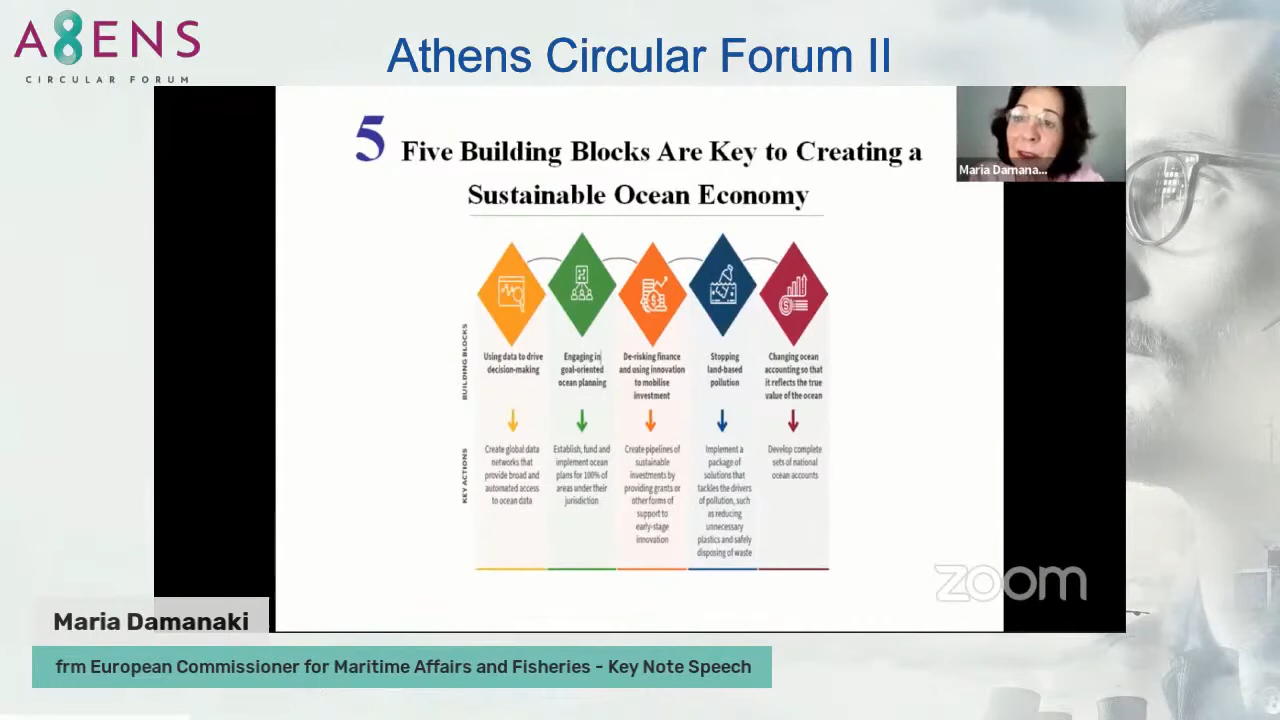 A8ENS
CIRCULAR FORUM
Athens Circular Forum II
5 Five Building Blocks Are Key to Creating a
Sustainable Ocean Economy
Maria Damana...
BUILDING BLOCKS
Using data to drive
decision-making
Engaging in
goal-oriented
ocean planning
De-risking finance
and using innovation
to mobilise
investment
Stopping
land-based
pollution
Changing ocean
accounting so that
it reflects the true
value of the ocean
KEY ACTIONS
Create global data
networks that
provide broad and
automated access
to ocean data
Establish, fund and
implement ocean
plans for 100% of
areas under their
jurisdiction
Create pipelines of
sustainable
investments by
providing grants or
other forms of
support to
early-stage
innovation
Implement a
package of
solutions that
tackles the drivers
of pollution, such
as reducing
unnecessary
plastics and safely
disposing of waste
Develop complete
sets of national
ocean accounts
zoom
Maria Damanaki
frm European Commissioner for Maritime Affairs and Fisheries - Key Note Speech